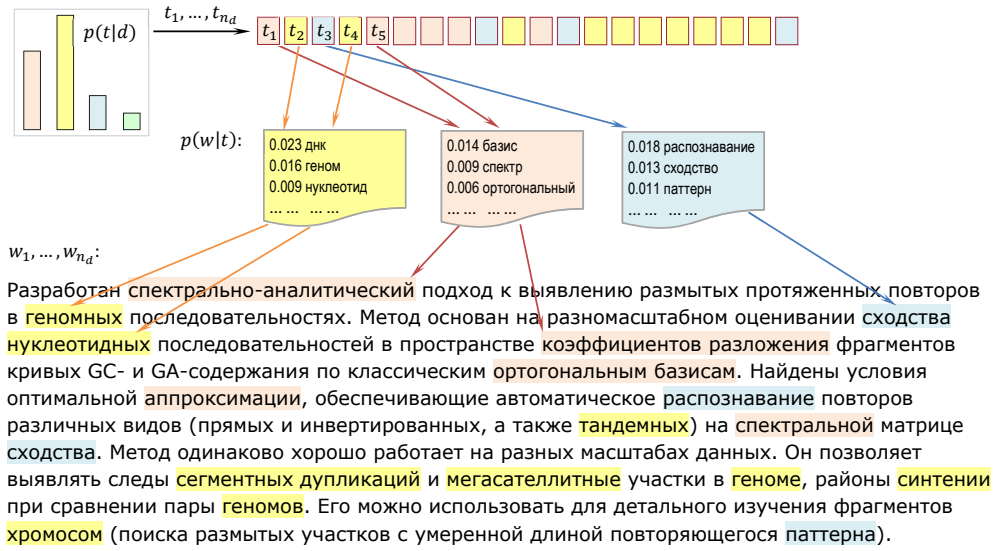 p(t|d)
t₁, … , tₙ_d
t₁ t₂ t₃ t₄ t₅
p(w|t):
0.023 днк
0.016 геном
0.009 нуклеотид
... ... ... ...
0.014 базис
0.009 спектр
0.006 ортогональный
... ... ... ...
0.018 распознавание
0.013 сходство
0.011 паттерн
... ... ... ...
w₁, … , wₙ_d:
Разработан спектрально-аналитический подход к выявлению размытых протяженных повторов
в геномных последовательностях. Метод основан на разномасштабном оценивании сходства
нуклеотидных последовательностей в пространстве коэффициентов разложения фрагментов
кривых GC- и GA-содержания по классическим ортогональным базисам. Найдены условия
оптимальной аппроксимации, обеспечивающие автоматическое распознавание повторов
различных видов (прямых и инвертированных, а также тандемных) на спектральной матрице
сходства. Метод одинаково хорошо работает на разных масштабах данных. Он позволяет
выявлять следы сегментных дупликаций и мегасателлитные участки в геноме, районы синтении
при сравнении пары геномов. Его можно использовать для детального изучения фрагментов
хромосом (поиска размытых участков с умеренной длиной повторяющегося паттерна).